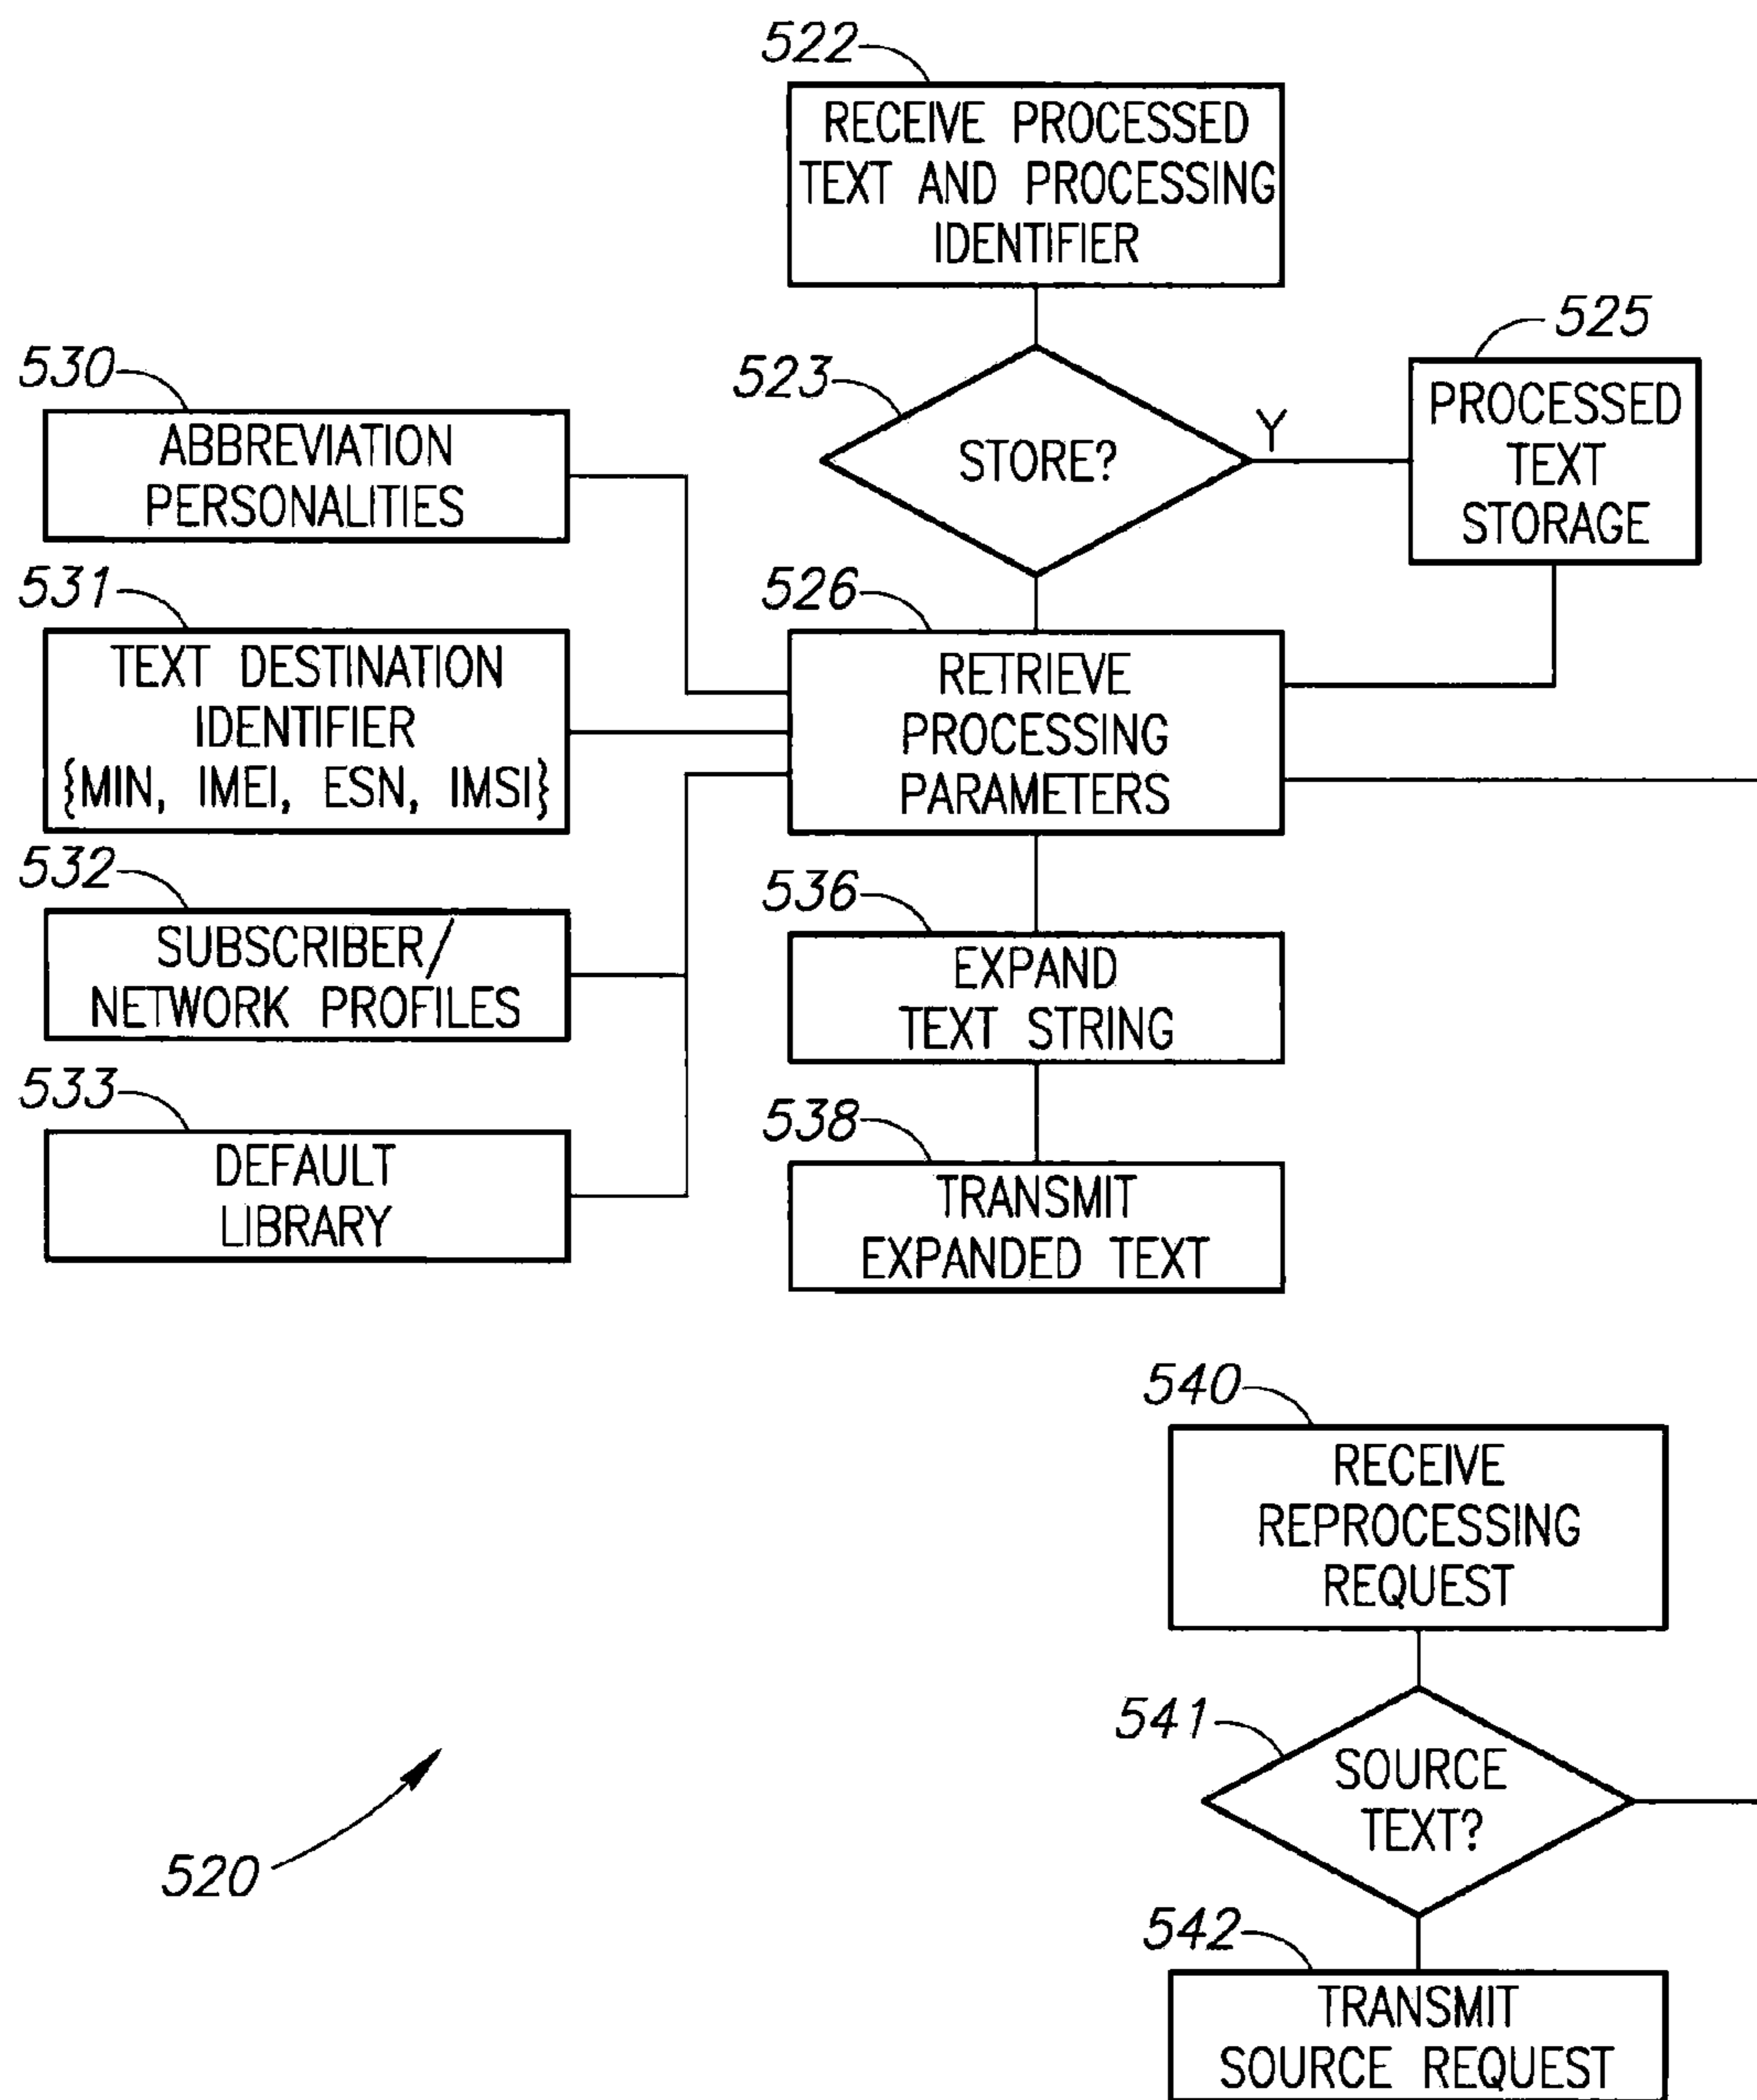 522
RECEIVE PROCESSED
TEXT AND PROCESSING
IDENTIFIER
523
STORE?
Y
525
PROCESSED
TEXT
STORAGE
530
ABBREVIATION
PERSONALITIES
531
TEXT DESTINATION
IDENTIFIER
{MIN, IMEI, ESN, IMSI}
532
SUBSCRIBER/
NETWORK PROFILES
533
DEFAULT
LIBRARY
526
RETRIEVE
PROCESSING
PARAMETERS
536
EXPAND
TEXT STRING
538
TRANSMIT
EXPANDED TEXT
540
RECEIVE
REPROCESSING
REQUEST
541
SOURCE
TEXT?
542
TRANSMIT
SOURCE REQUEST
520